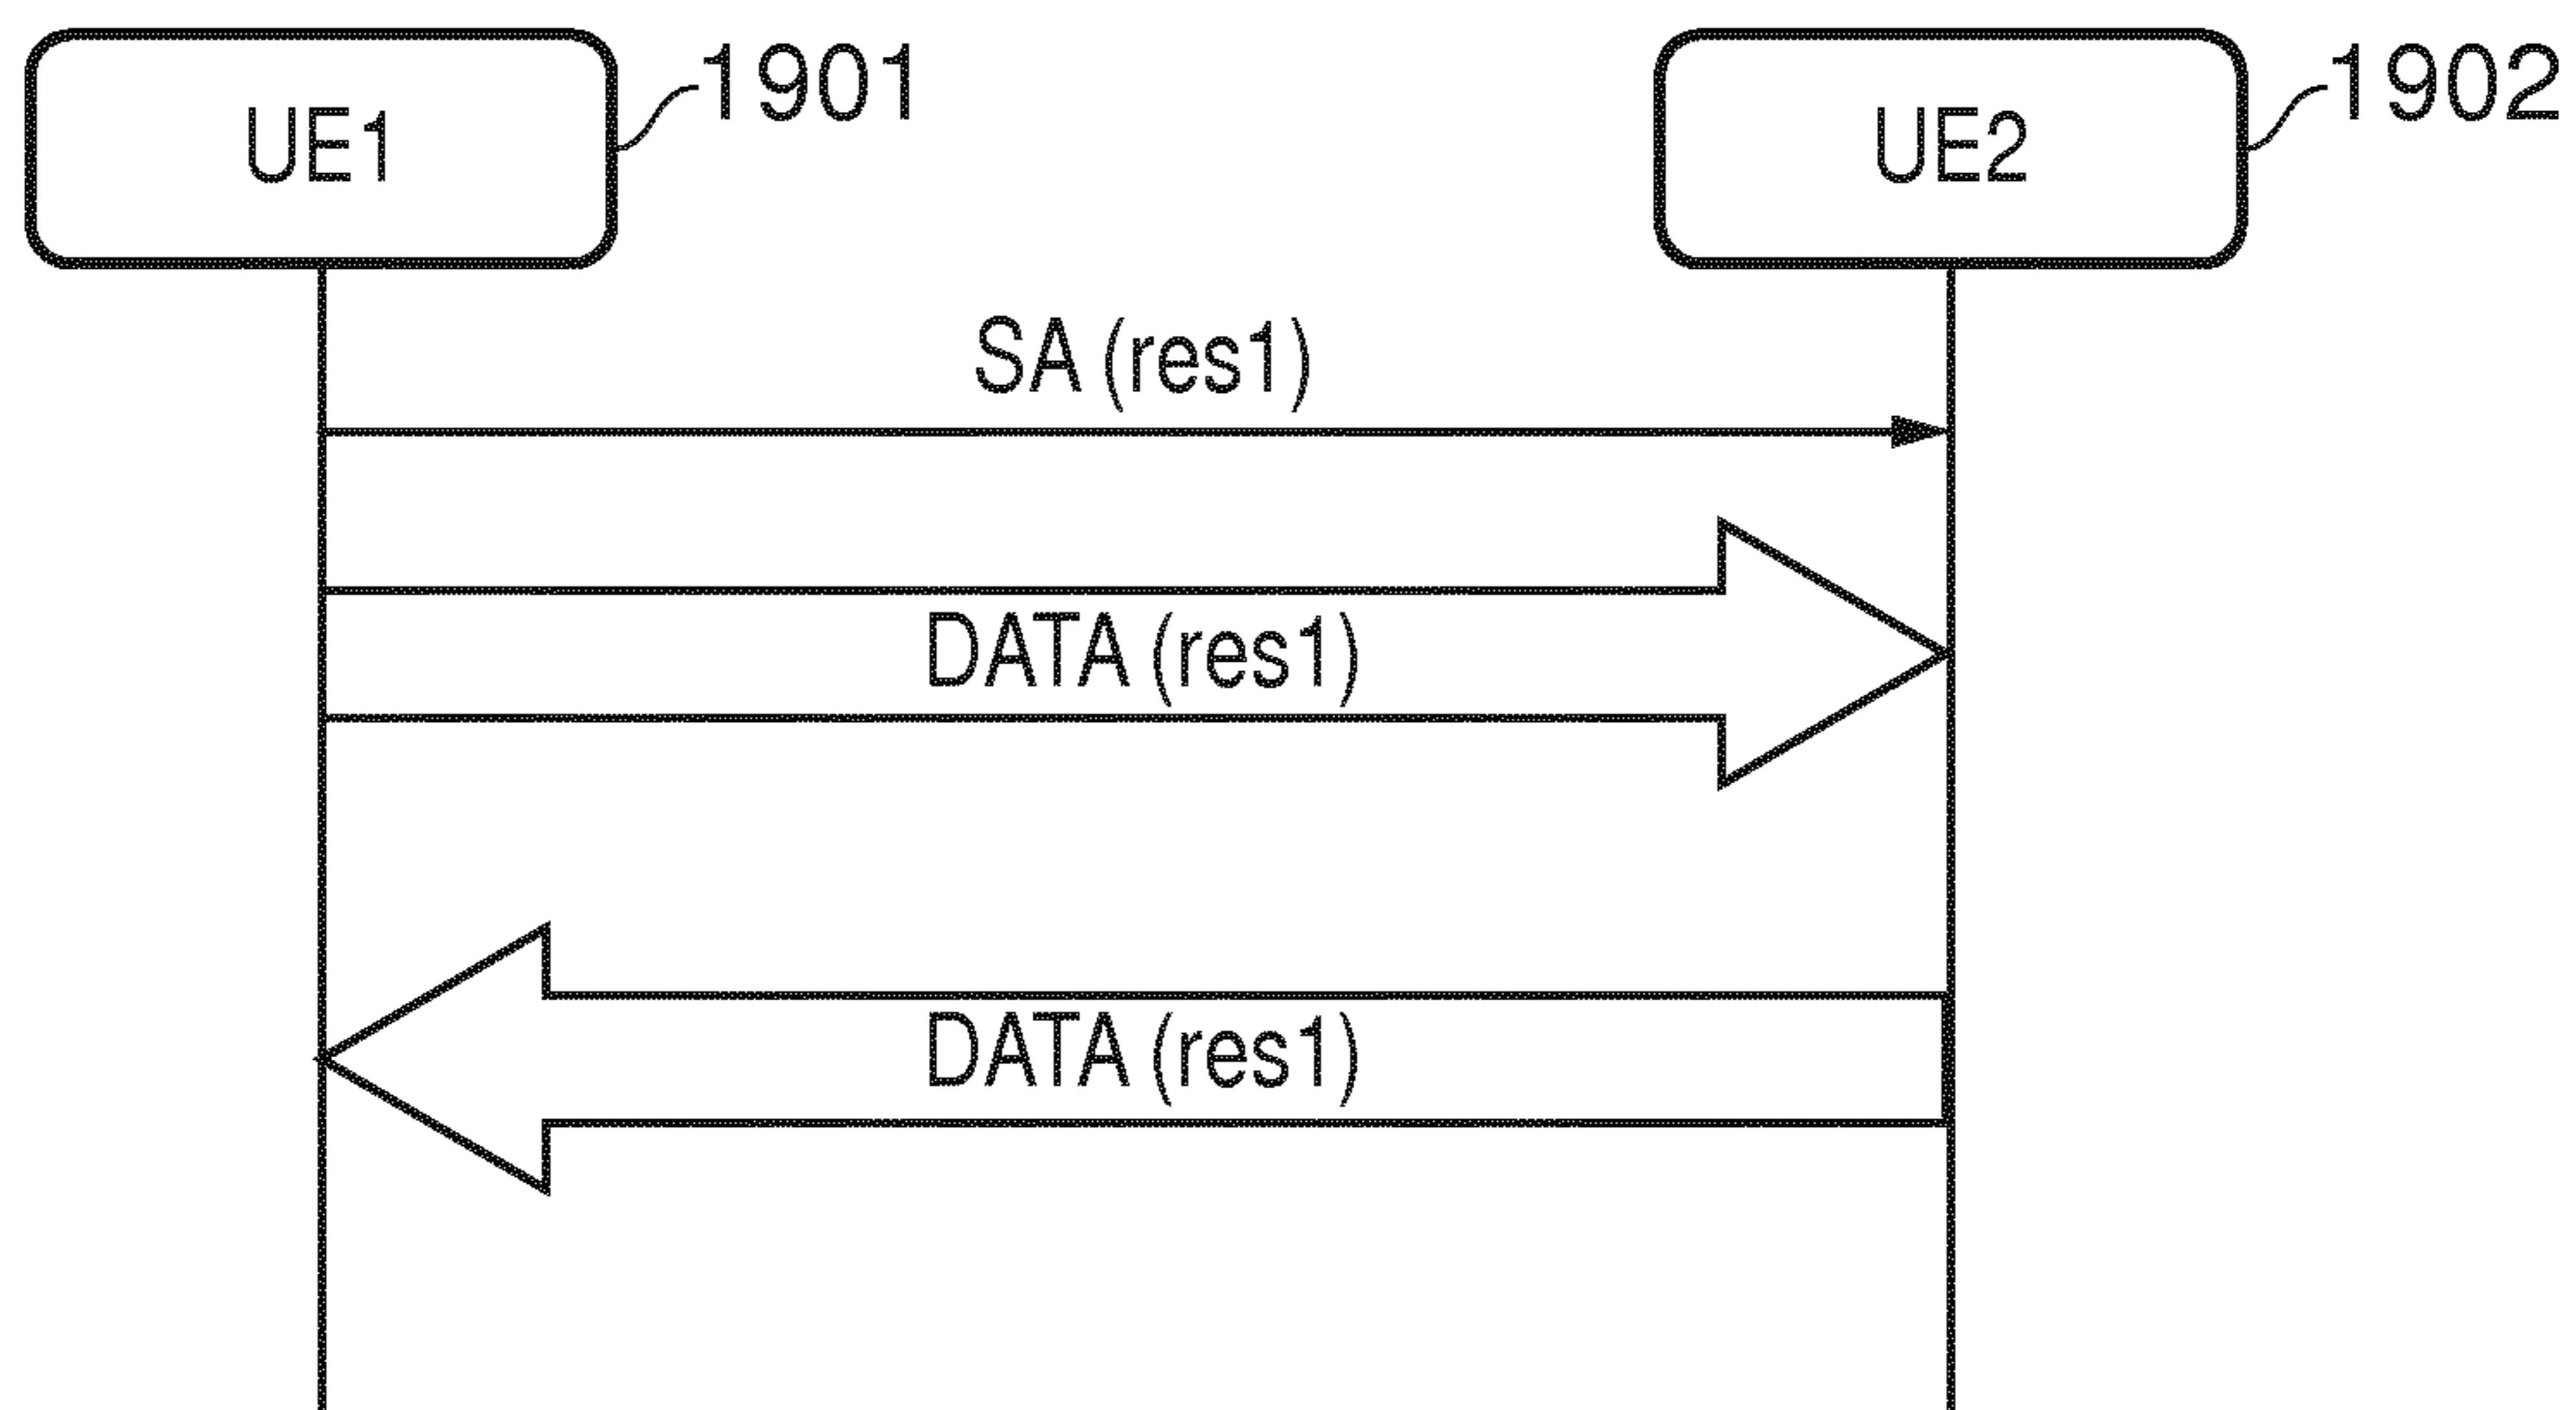 UE1
1901
UE2
1902
SA (res1)
DATA (res1)
DATA (res1)